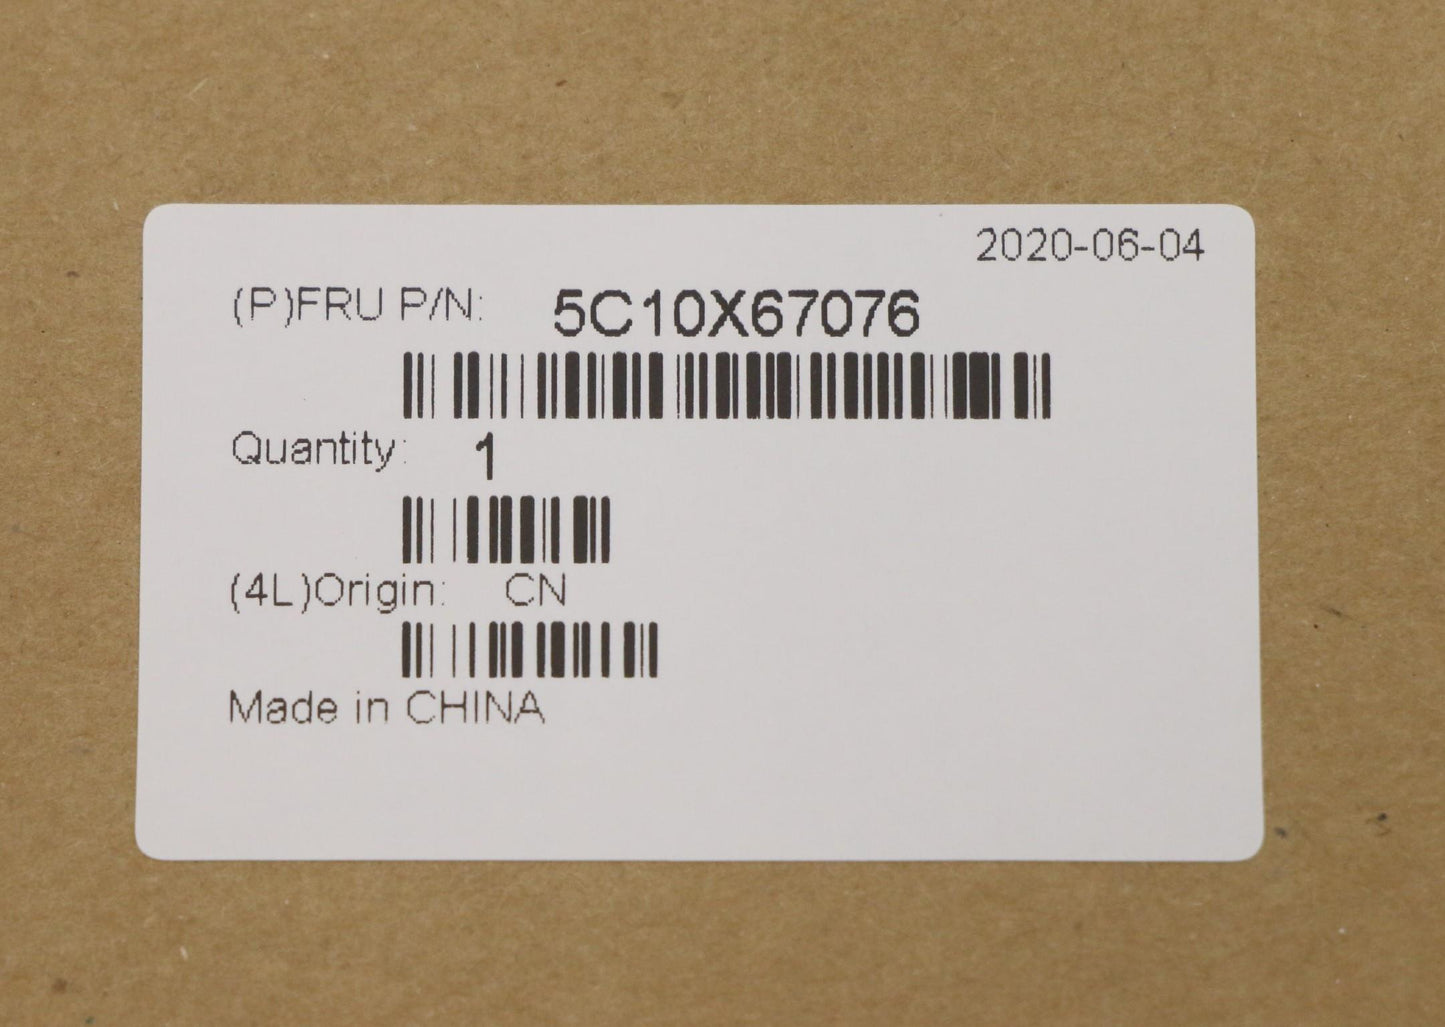 2020-06-04
(P)FRU P/N: 5C10X67076
Quantity: 1
(4L)Origin: CN
Made in CHINA